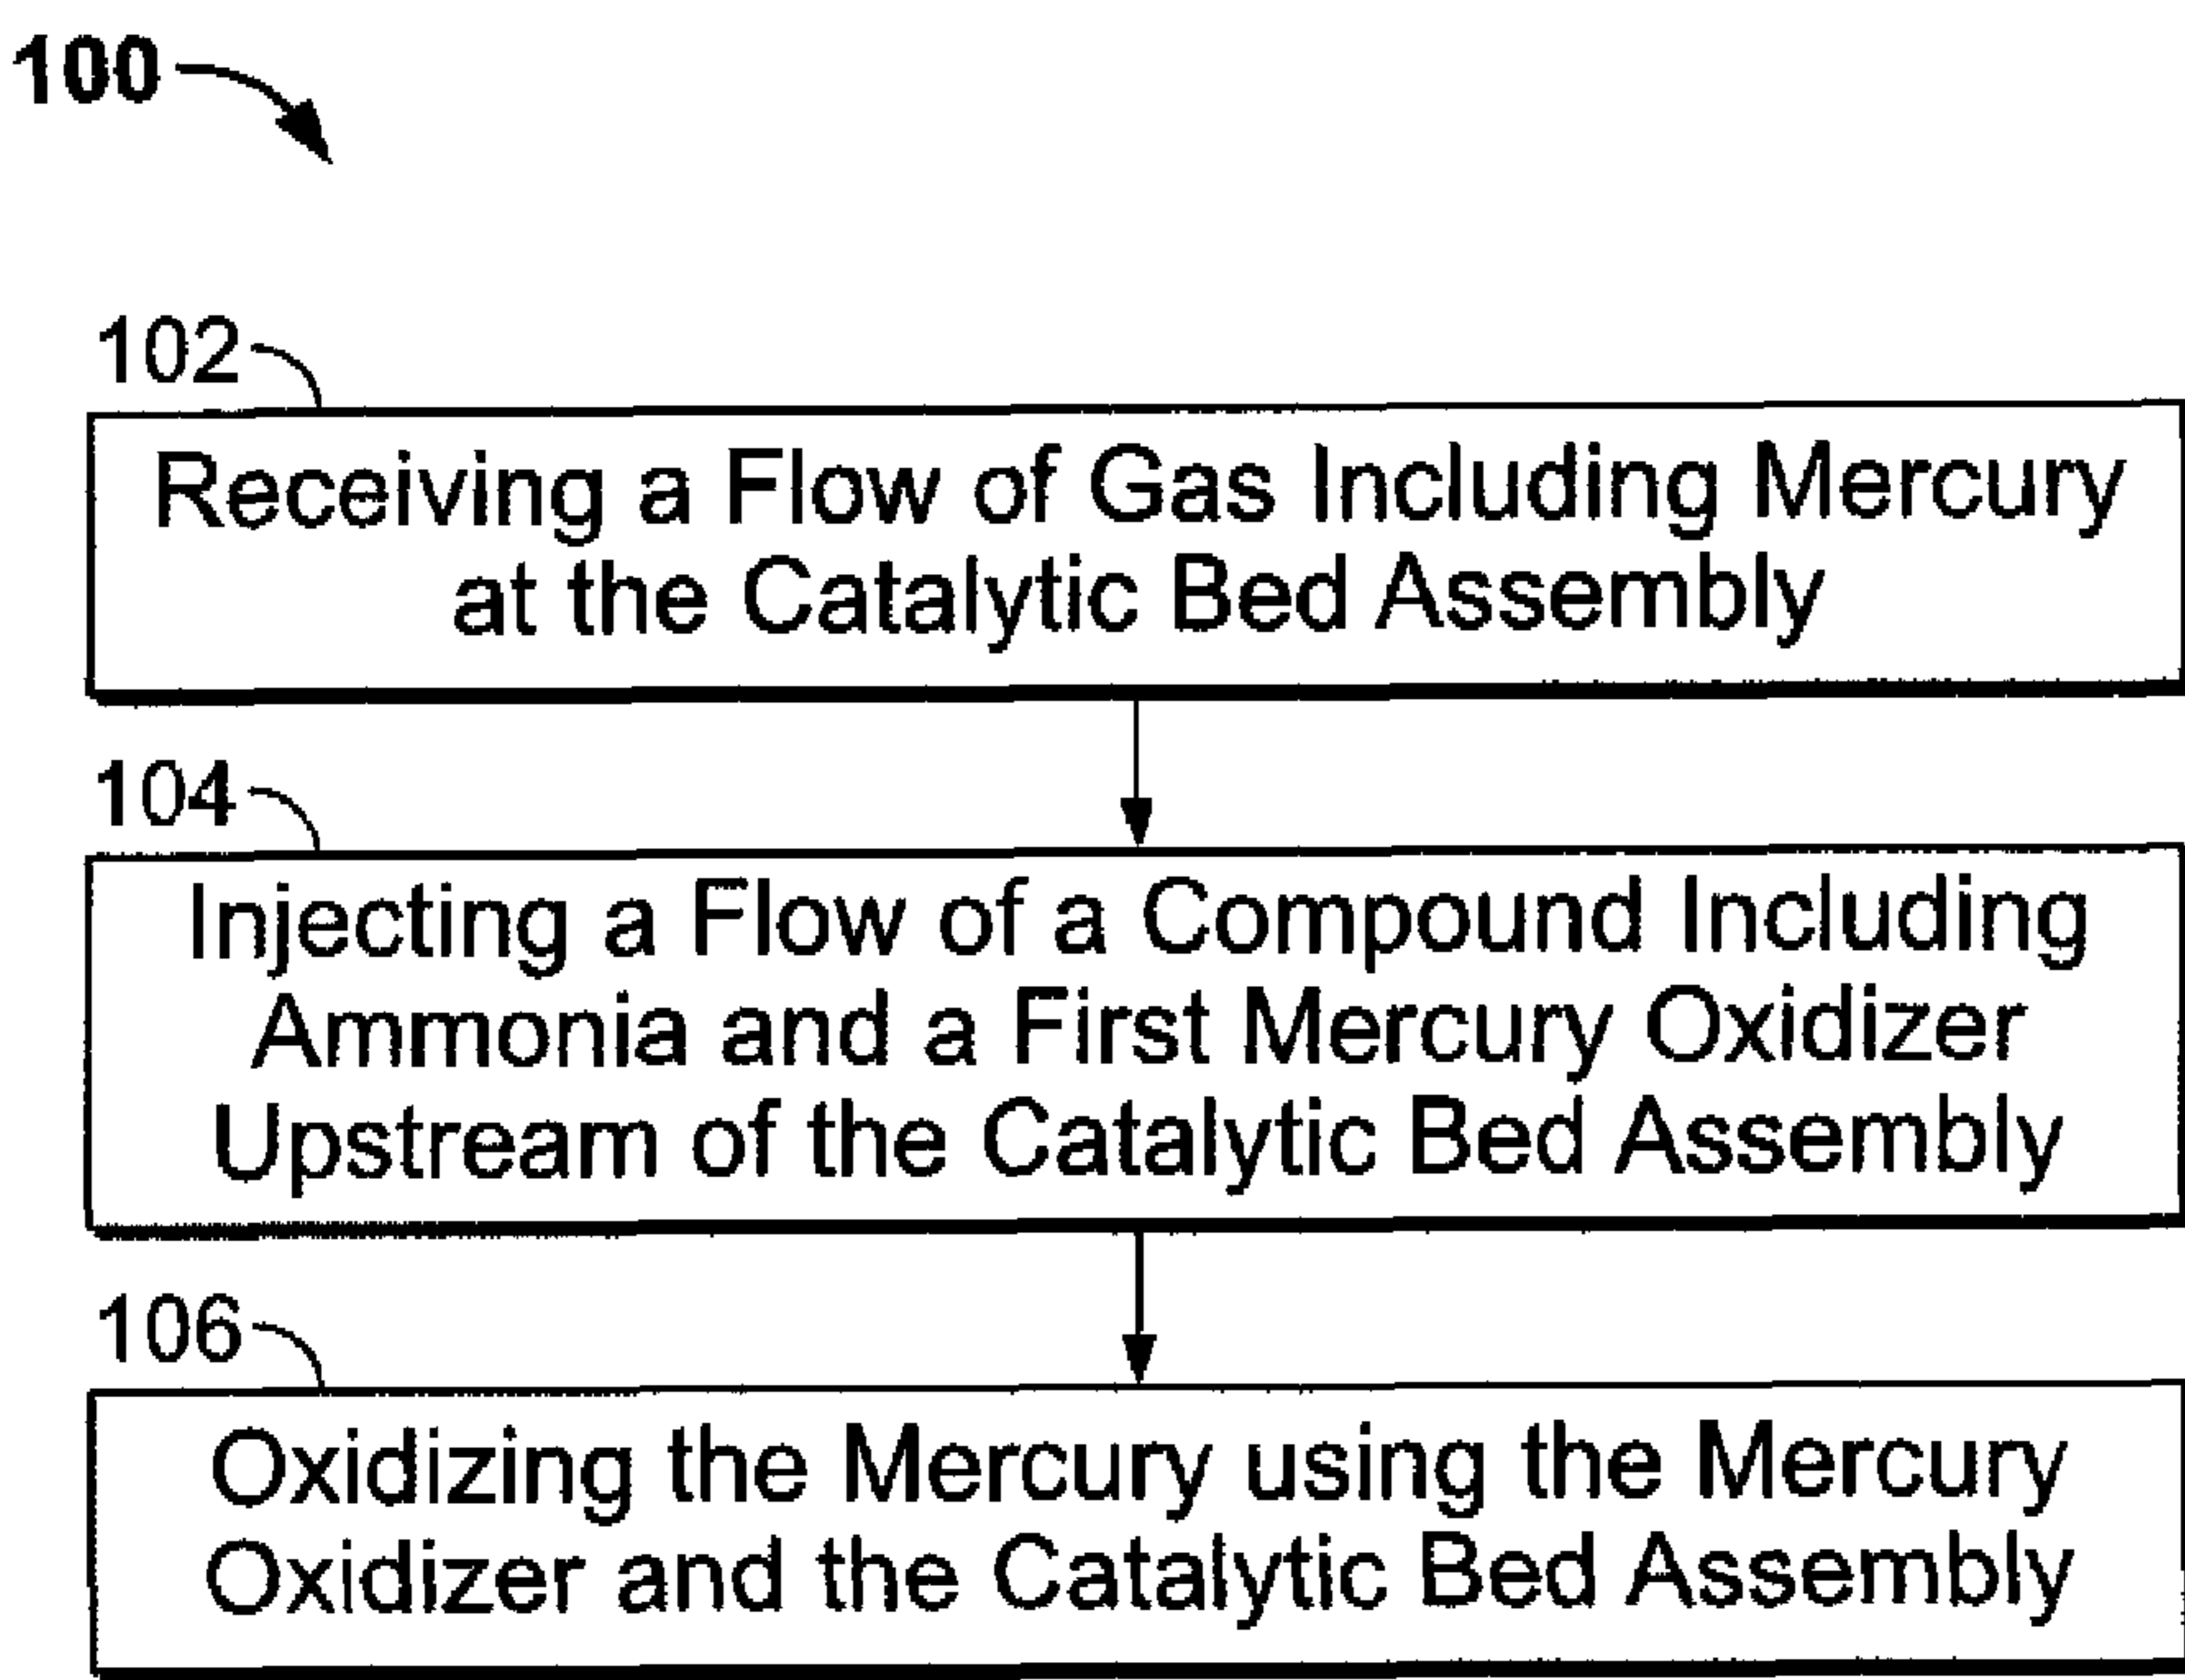 100
102
Receiving a Flow of Gas Including Mercury
at the Catalytic Bed Assembly
104
Injecting a Flow of a Compound Including
Ammonia and a First Mercury Oxidizer
Upstream of the Catalytic Bed Assembly
106
Oxidizing the Mercury using the Mercury
Oxidizer and the Catalytic Bed Assembly